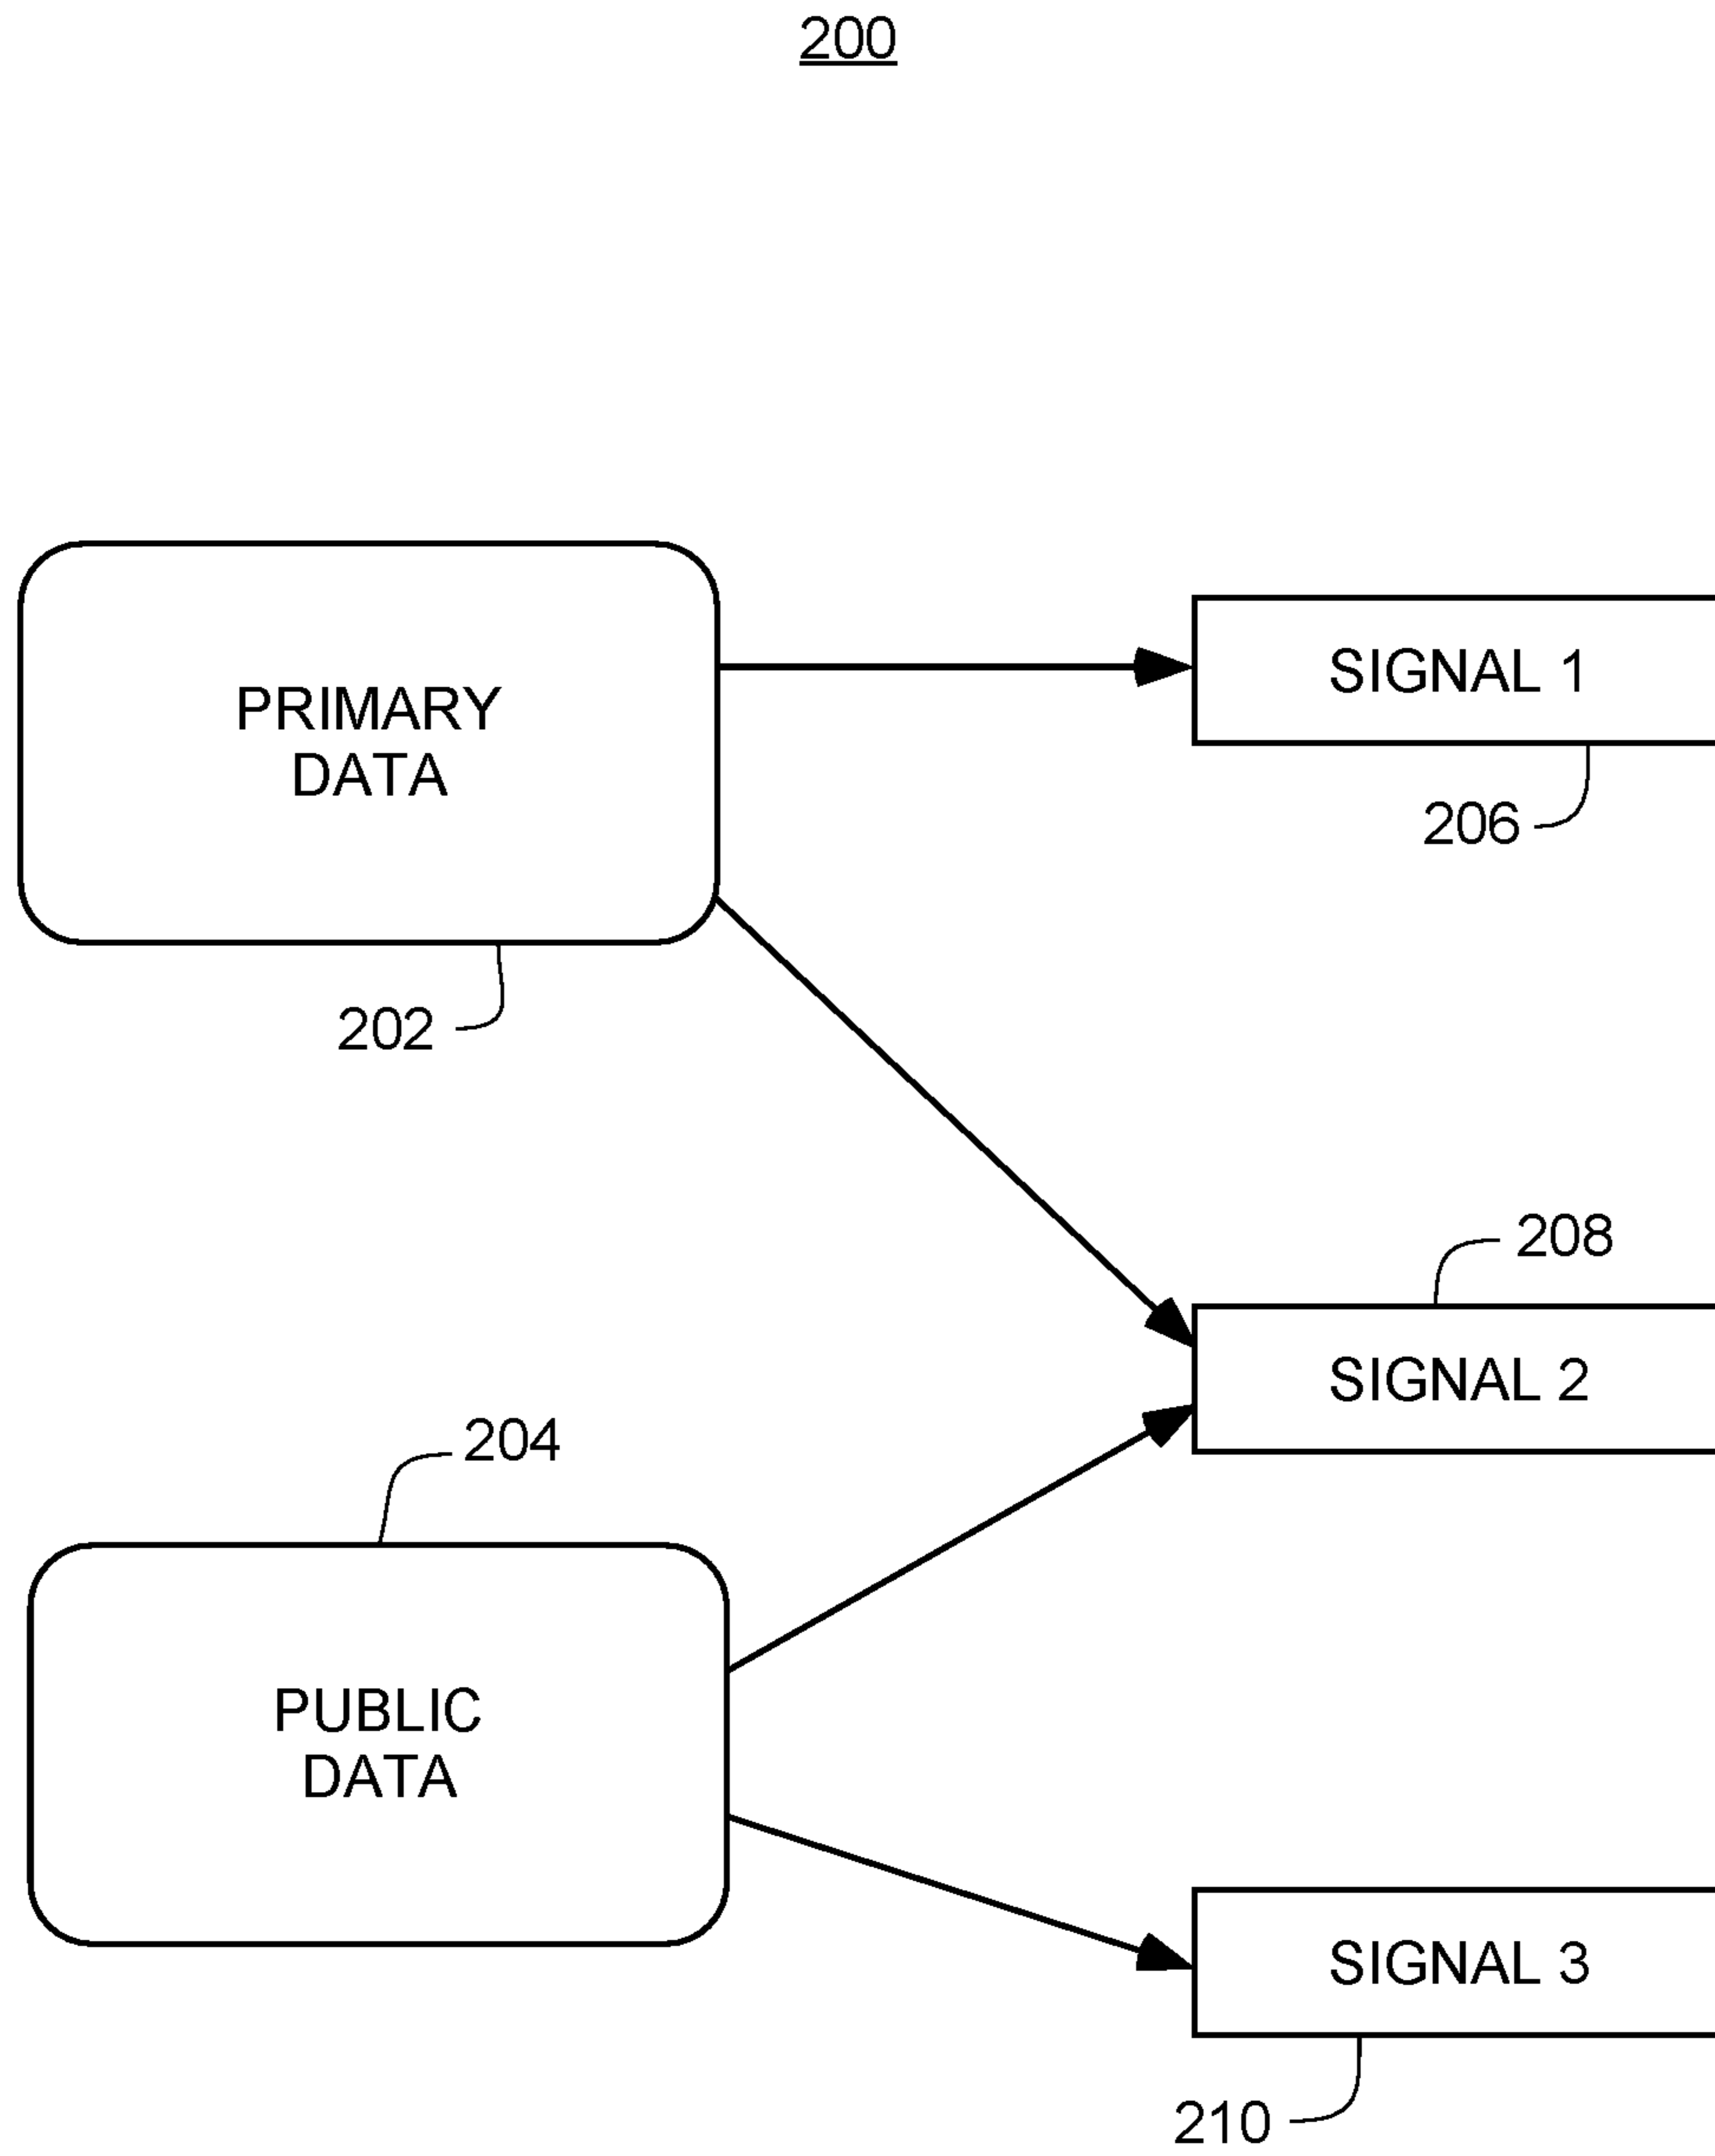 200
PRIMARY
DATA
SIGNAL 1
206
202
208
SIGNAL 2
204
PUBLIC
DATA
SIGNAL 3
210